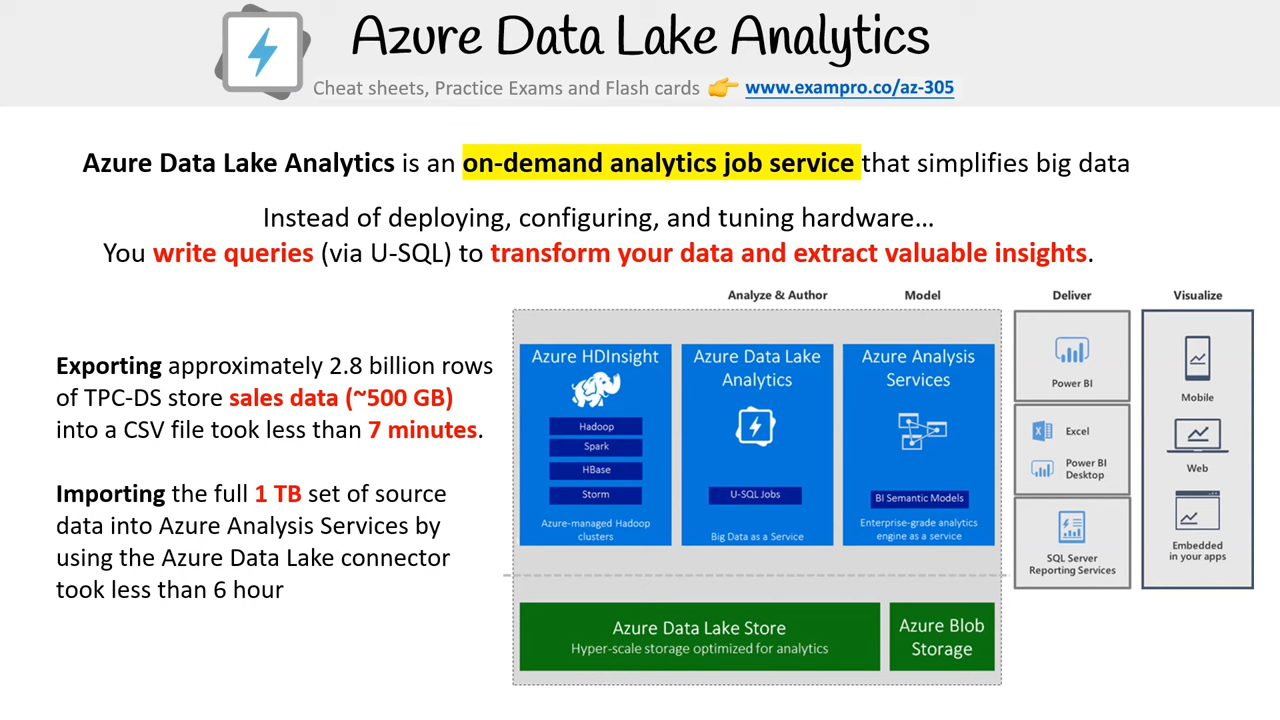 Azure Data Lake Analytics
Cheat sheets, Practice Exams and Flash cards 👉 www.exampro.co/az-305
Azure Data Lake Analytics is an on-demand analytics job service that simplifies big data
Instead of deploying, configuring, and tuning hardware…
You write queries (via U-SQL) to transform your data and extract valuable insights.
Exporting approximately 2.8 billion rows
of TPC-DS store sales data (~500 GB)
into a CSV file took less than 7 minutes.
Importing the full 1 TB set of source
data into Azure Analysis Services by
using the Azure Data Lake connector
took less than 6 hour
Analyze & Author
Model
Deliver
Visualize
Azure HDInsight
Hadoop
Spark
HBase
Storm
Azure-managed Hadoop
clusters
Azure Data Lake
Analytics
U-SQL Jobs
Big Data as a Service
Azure Analysis
Services
BI Semantic Models
Enterprise-grade analytics
engine as a service
Power BI
Excel
Power BI
Desktop
SQL Server
Reporting Services
Mobile
Web
Embedded
in your apps
Azure Data Lake Store
Hyper-scale storage optimized for analytics
Azure Blob
Storage